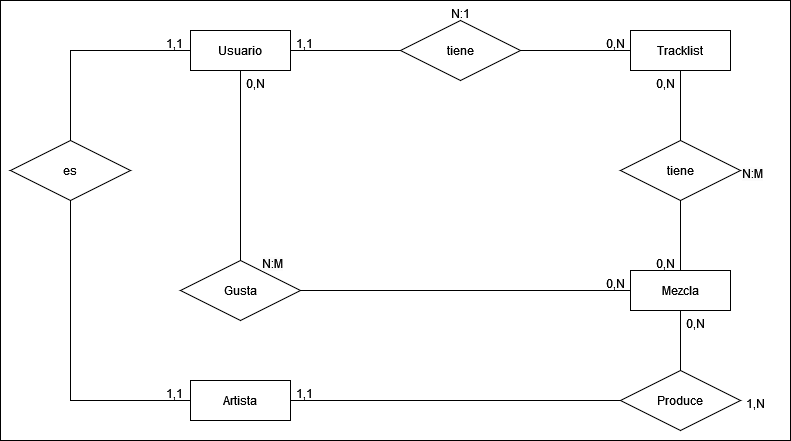 N:1
1,1
Usuario
1,1
tiene
0,N
Tracklist
0,N
0,N
es
tiene
N:M
N:M
0,N
Gusta
0,N
Mezcla
0,N
1,1
Artista
1,1
Produce
1,N